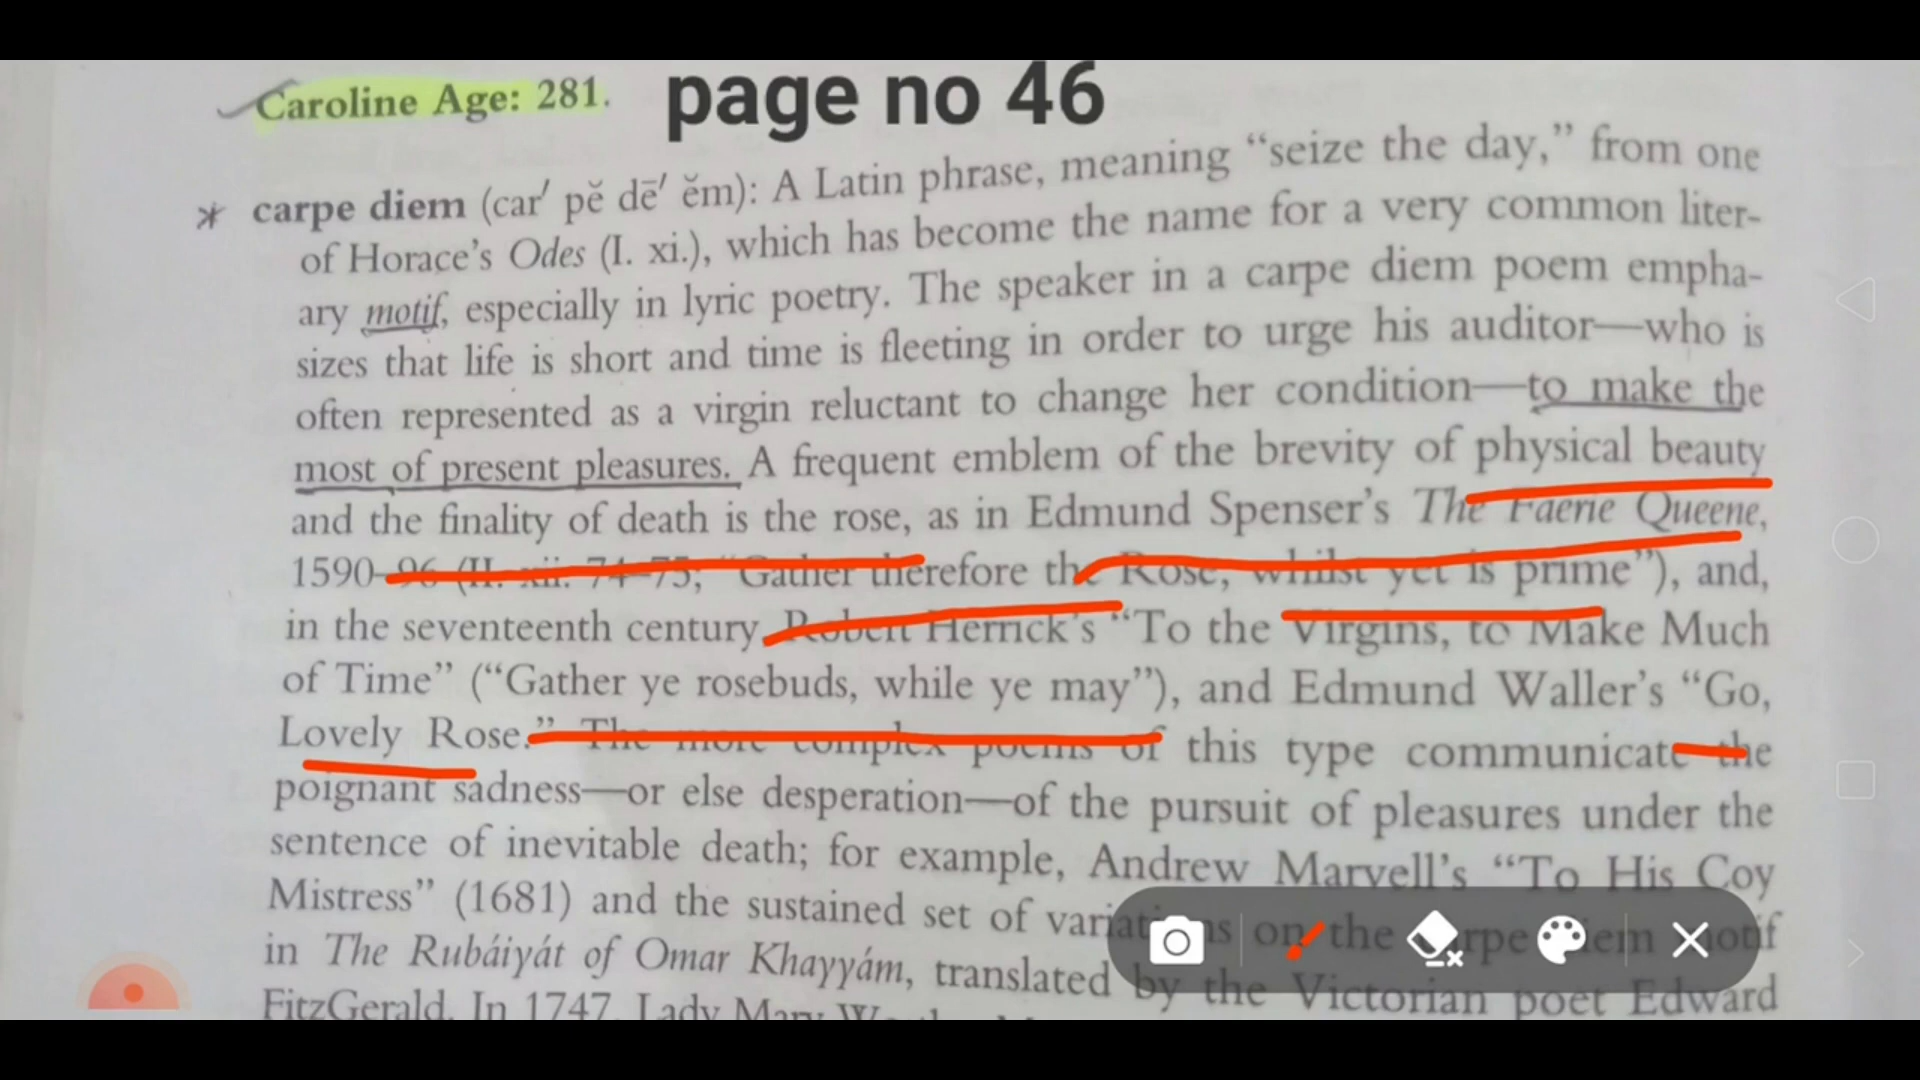 Caroline Age: 281.
page no 46
* carpe diem (car′ pĕ dē′ ĕm): A Latin phrase, meaning “seize the day,” from one
of Horace’s Odes (I. xi.), which has become the name for a very common liter-
ary motif, especially in lyric poetry. The speaker in a carpe diem poem empha-
sizes that life is short and time is fleeting in order to urge his auditor—who is
often represented as a virgin reluctant to change her condition—to make the
most of present pleasures. A frequent emblem of the brevity of physical beauty
and the finality of death is the rose, as in Edmund Spenser’s The Faerie Queene,
1590–96 (II. xii. 74–75; “Gather therefore the Rose, whilst yet is prime”), and,
in the seventeenth century, Robert Herrick’s “To the Virgins, to Make Much
of Time” (“Gather ye rosebuds, while ye may”), and Edmund Waller’s “Go,
Lovely Rose.” The more complex poems of this type communicate the
poignant sadness—or else desperation—of the pursuit of pleasures under the
sentence of inevitable death; for example, Andrew Marvell’s “To His Coy
Mistress” (1681) and the sustained set of variations on the carpe diem motif
in The Rubáiyát of Omar Khayyám, translated by the Victorian poet Edward
FitzGerald. In 1747, Lady Mary